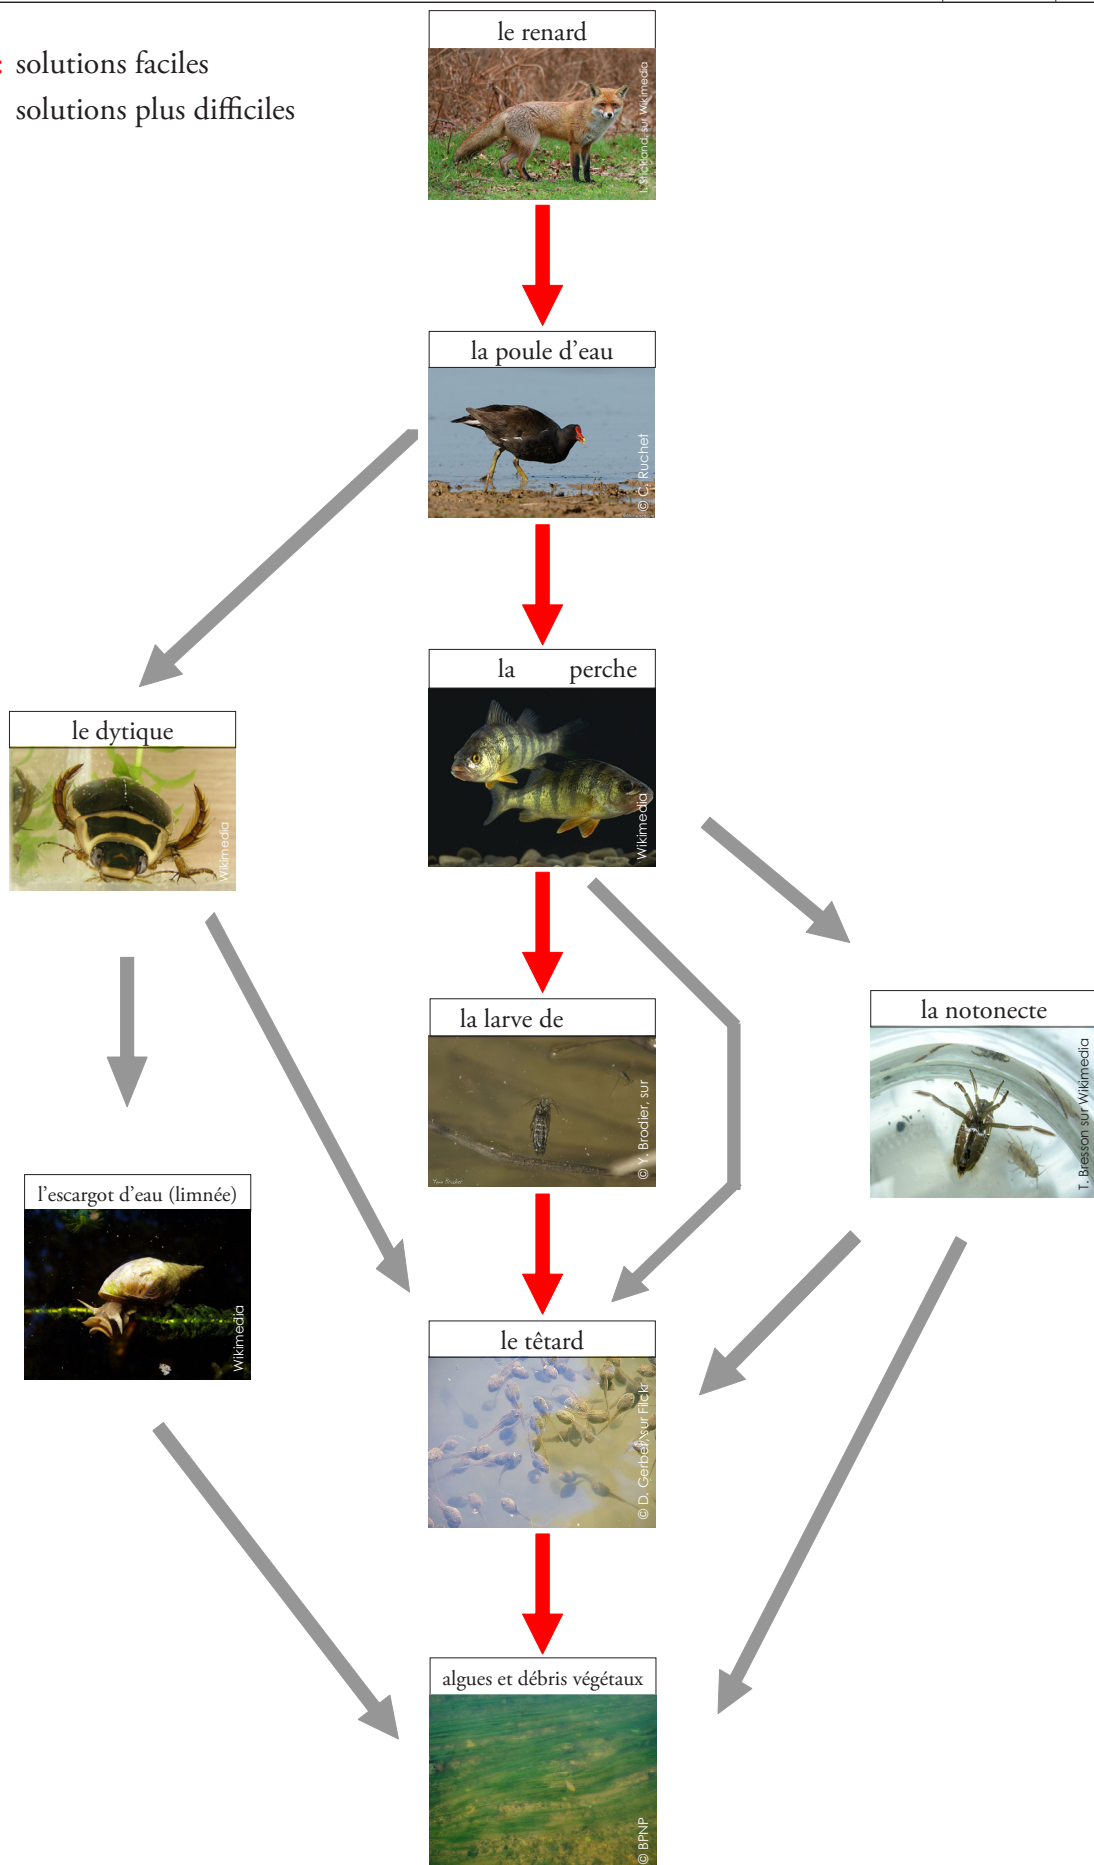 : solutions faciles
solutions plus difficiles
le renard
sur Wikimedia
la poule d'eau
© C. Ruchet
la perche
Wikimedia
le dytique
Wikimedia
la larve de
© Y. Brodier, sur
la notonecte
T. Bresson sur Wikimedia
l'escargot d'eau (limnée)
Wikimedia
le têtard
© D. Gerber, sur Flickr
algues et débris végétaux
© BPNP